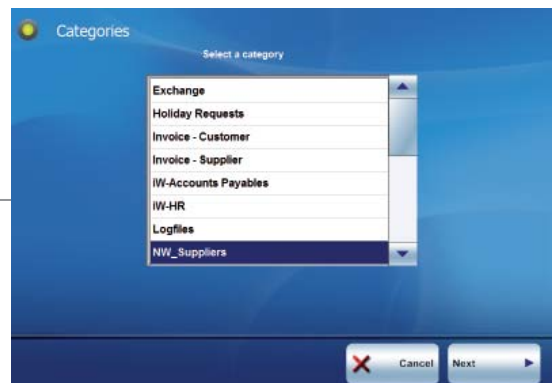 Categories
Select a category
Exchange
Holiday Requests
Invoice - Customer
Invoice - Supplier
iW-Accounts Payables
iW-HR
Logfiles
NW_Suppliers
Cancel
Next